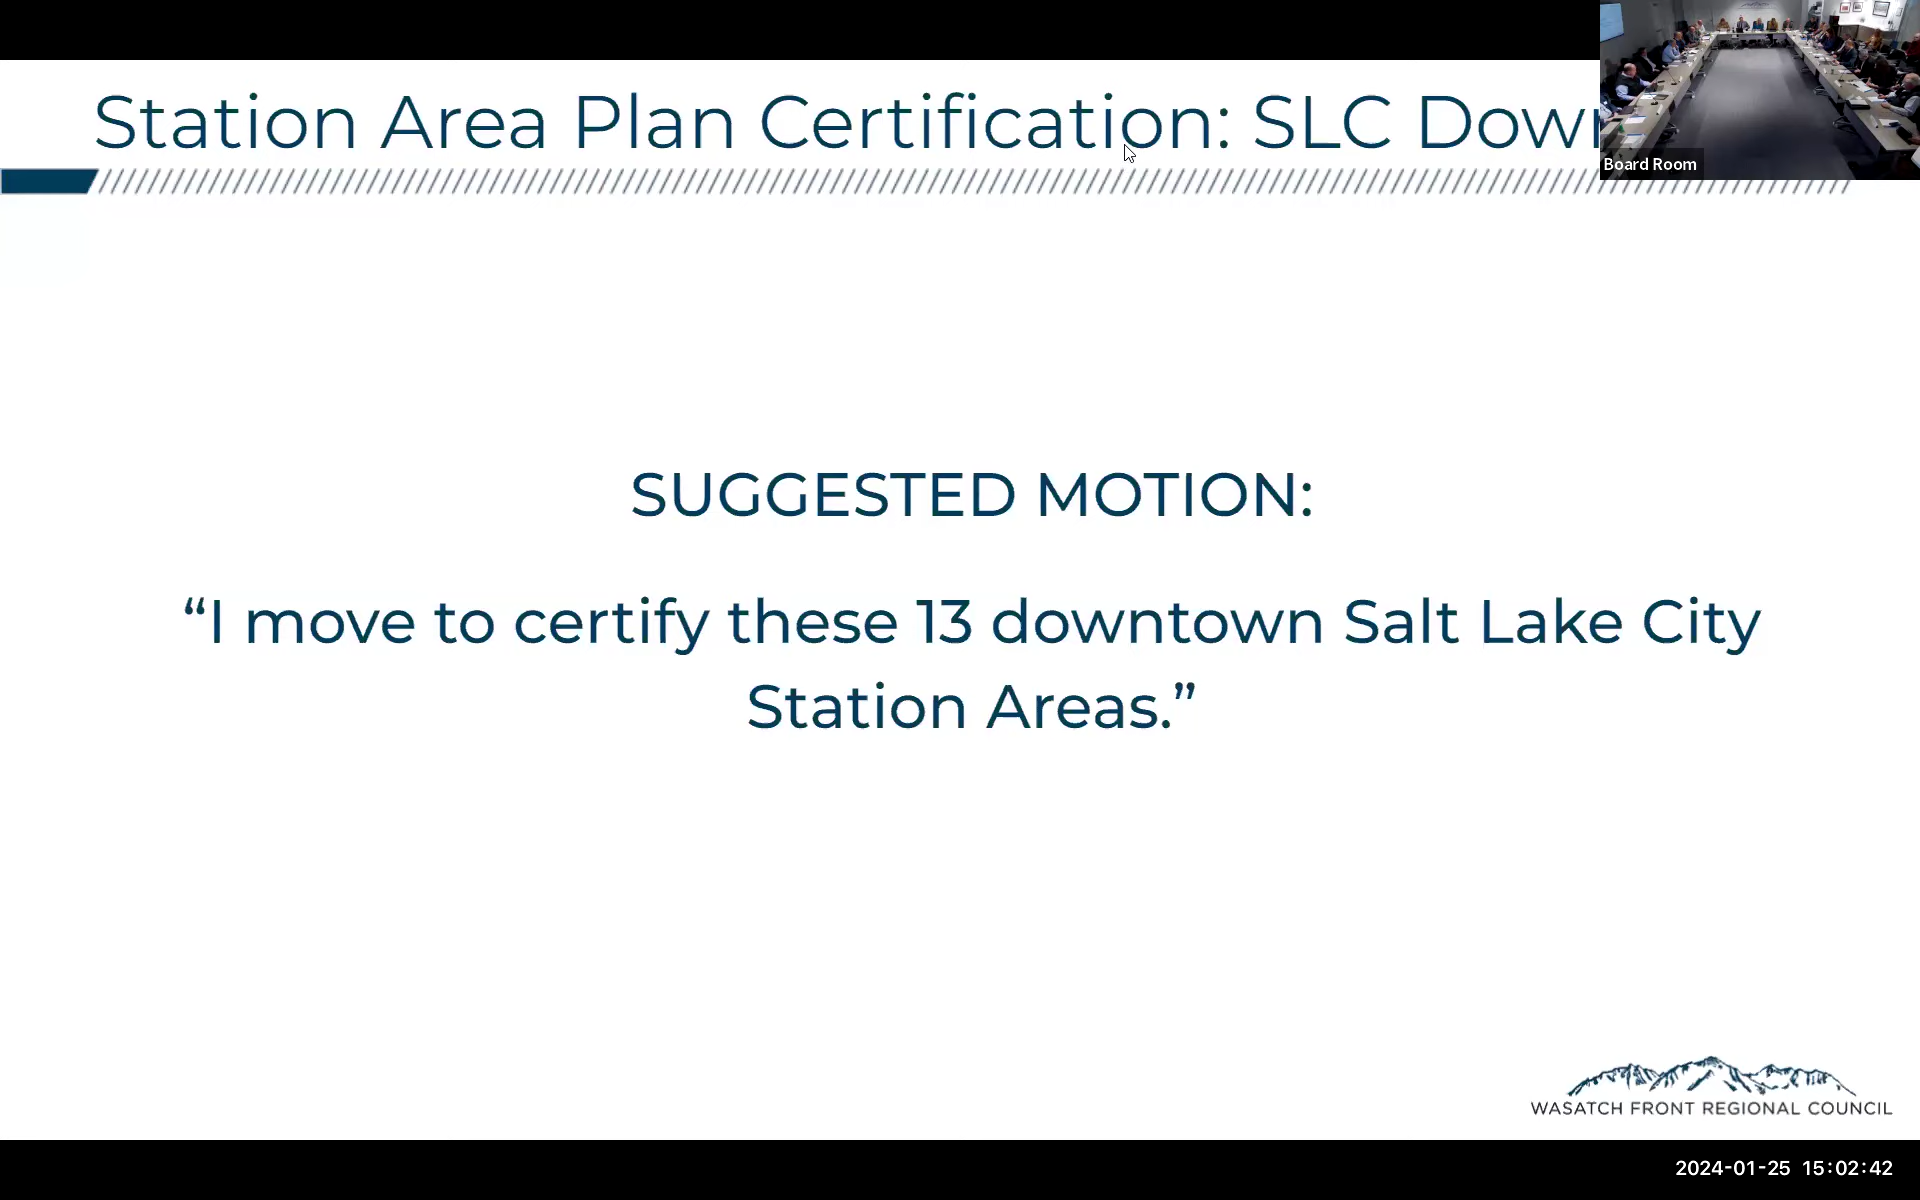 Station Area Plan Certification: SLC Down
Board Room
SUGGESTED MOTION:
“I move to certify these 13 downtown Salt Lake City
Station Areas.”
WASATCH FRONT REGIONAL COUNCIL
2024-01-25 15:02:42